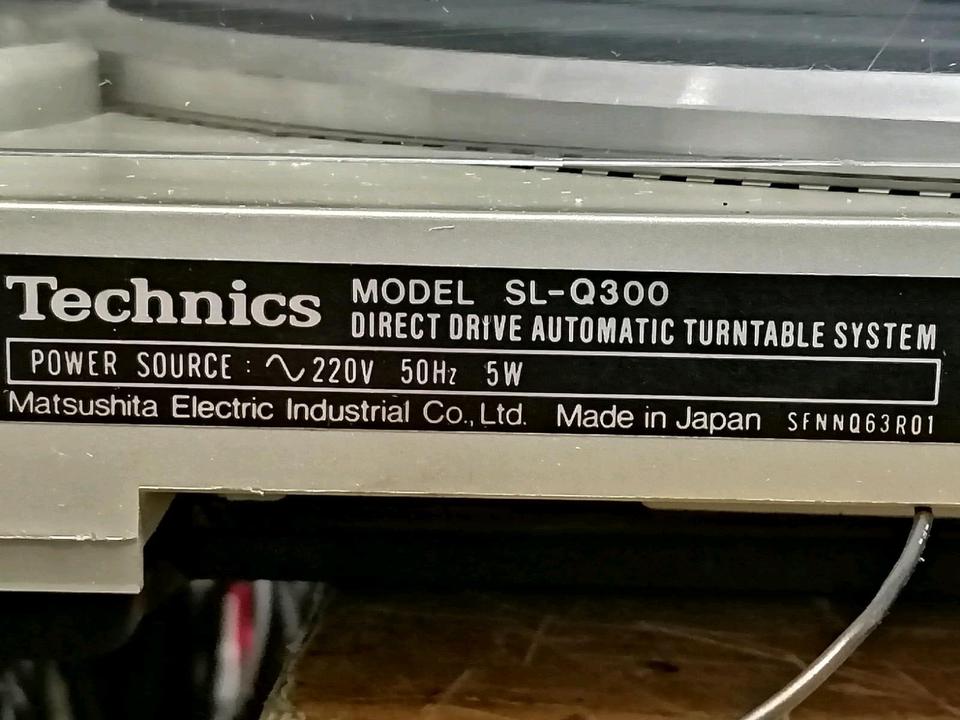 Technics MODEL SL-Q300
DIRECT DRIVE AUTOMATIC TURNTABLE SYSTEM
POWER SOURCE : ∿ 220V 50Hz 5W
Matsushita Electric Industrial Co., Ltd. Made in Japan SFNNQ63R01